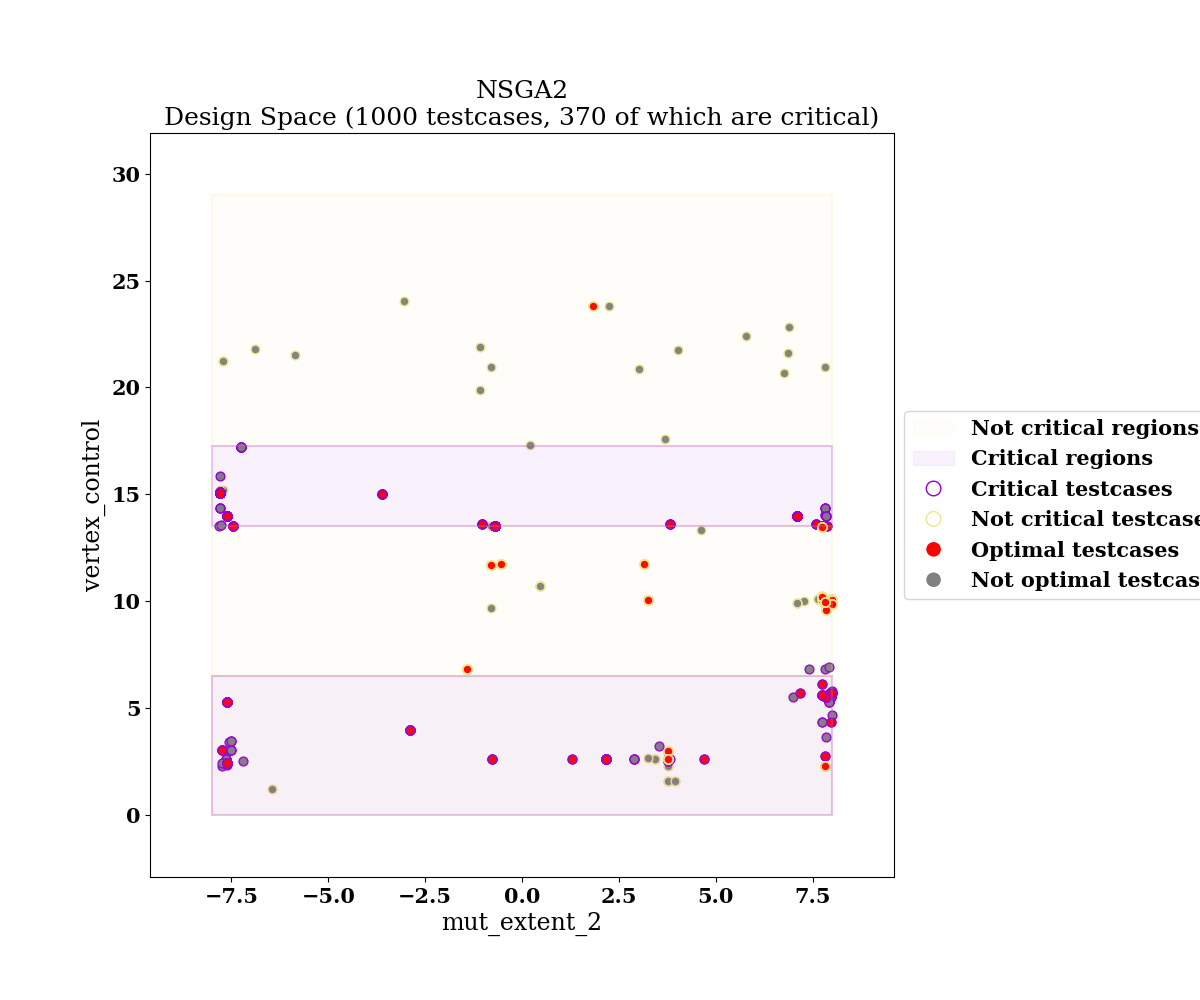 NSGA2
Design Space (1000 testcases, 370 of which are critical)
30
25
20
15
10
5
0
vertex_control
−7.5
−5.0
−2.5
0.0
2.5
5.0
7.5
mut_extent_2
Not critical regions
Critical regions
Critical testcases
Not critical testcase
Optimal testcases
Not optimal testcas